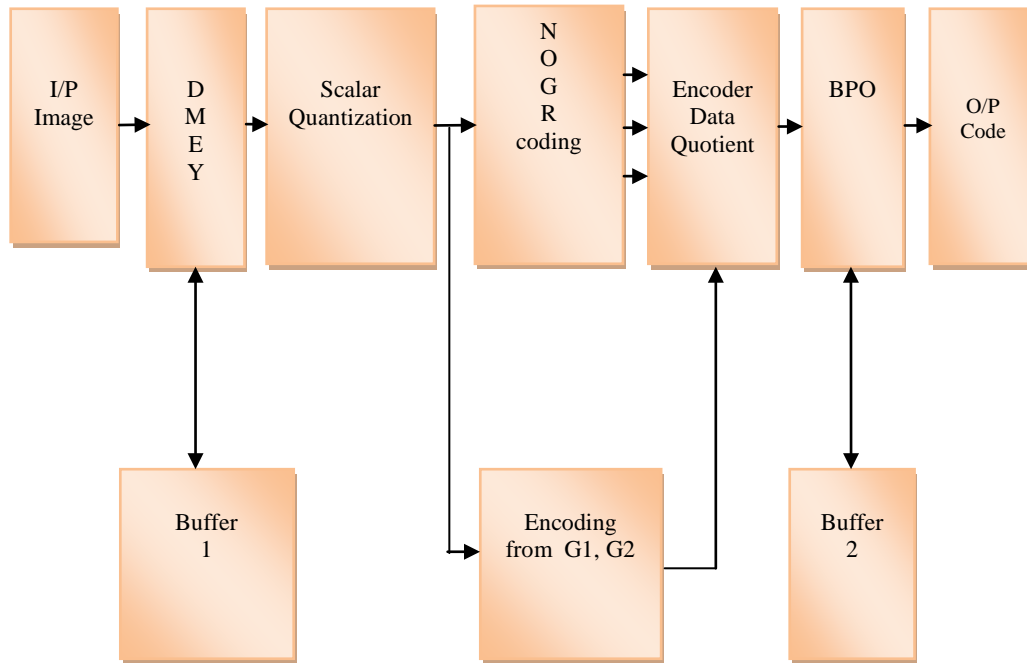 I/P
Image
D
M
E
Y
Scalar
Quantization
N
O
G
R
coding
Encoder
Data
Quotient
BPO
O/P
Code
Buffer
1
Encoding
from G1, G2
Buffer
2